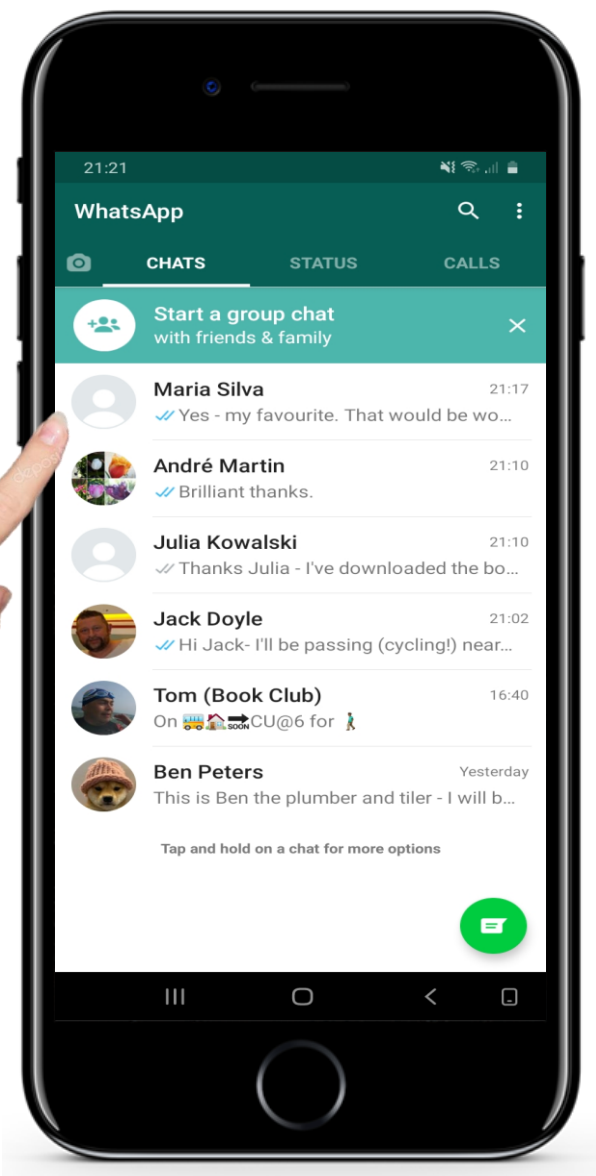 21:21
WhatsApp
CHATS STATUS CALLS
Start a group chat
with friends & family
Maria Silva 21:17
Yes - my favourite. That would be wo...
André Martin 21:10
Brilliant thanks.
Julia Kowalski 21:10
Thanks Julia - I've downloaded the bo...
Jack Doyle 21:02
Hi Jack- I'll be passing (cycling!) near...
Tom (Book Club) 16:40
On 🚌🏠🔜CU@6 for 🚶
Ben Peters Yesterday
This is Ben the plumber and tiler - I will b...
Tap and hold on a chat for more options